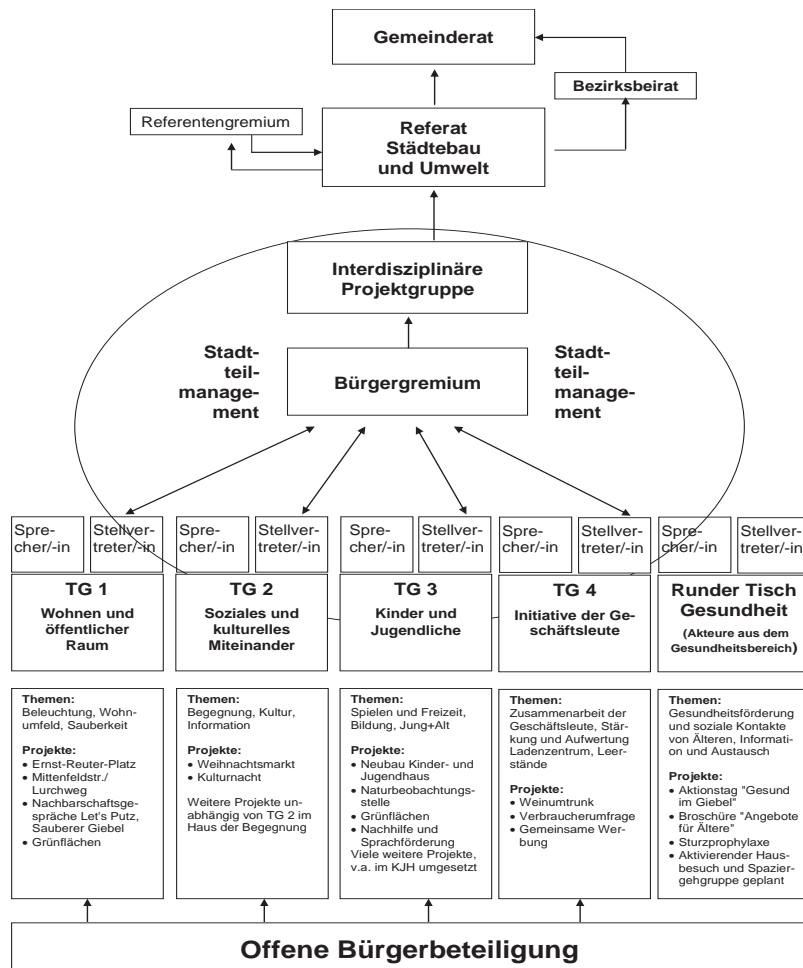 Gemeinderat
Bezirksbeirat
Referentengremium
Referat
Städtebau
und Umwelt
Interdisziplinäre
Projektgruppe
Stadt-
teil-
manage-
ment
Bürgergremium
Stadt-
teil-
manage-
ment
Spre-
cher/-in
Stellver-
treter/-in
Spre-
cher/-in
Stellver-
treter/-in
Spre-
cher/-in
Stellver-
treter/-in
Spre-
cher/-in
Stellver-
treter/-in
Spre-
cher/-in
Stellver-
treter/-in
TG 1
Wohnen und
öffentlicher
Raum
TG 2
Soziales und
kulturelles
Miteinander
TG 3
Kinder und
Jugendliche
TG 4
Initiative der Ge-
schäftsleute
Runder Tisch
Gesundheit
(Akteure aus dem
Gesundheitsbereich)
Themen:
Beleuchtung, Wohn-
umfeld, Sauberkeit
Projekte:
• Ernst-Reuter-Platz
• Mittenfeldstr./
Lurchweg
• Nachbarschaftsge-
spräche Let's Putz,
Sauberer Giebel
• Grünflächen
Themen:
Begegnung, Kultur,
Information
Projekte:
• Weihnachtsmarkt
• Kulturnacht
Weitere Projekte un-
abhängig von TG 2 im
Haus der Begegnung
Themen:
Spielen und Freizeit,
Bildung, Jung+Alt
Projekte:
• Neubau Kinder- und
Jugendhaus
• Naturbeobachtungs-
stelle
• Grünflächen
• Nachhilfe und
Sprachförderung
Viele weitere Projekte,
v.a. im KJH umgesetzt
Themen:
Zusammenarbeit der
Geschäftsleute, Stär-
kung und Aufwertung
Ladenzentrum, Leer-
stände
Projekte:
• Weinumtrunk
• Verbraucherumfrage
• Gemeinsame Wer-
bung
Themen:
Gesundheitsförderung
und soziale Kontakte
von Älteren, Informati-
on und Austausch
Projekte:
• Aktionstag "Gesund
im Giebel"
• Broschüre "Angebote
für Ältere"
• Sturzprophylaxe
• Aktivierender Haus-
besuch und Spazier-
gehgruppe geplant
Offene Bürgerbeteiligung